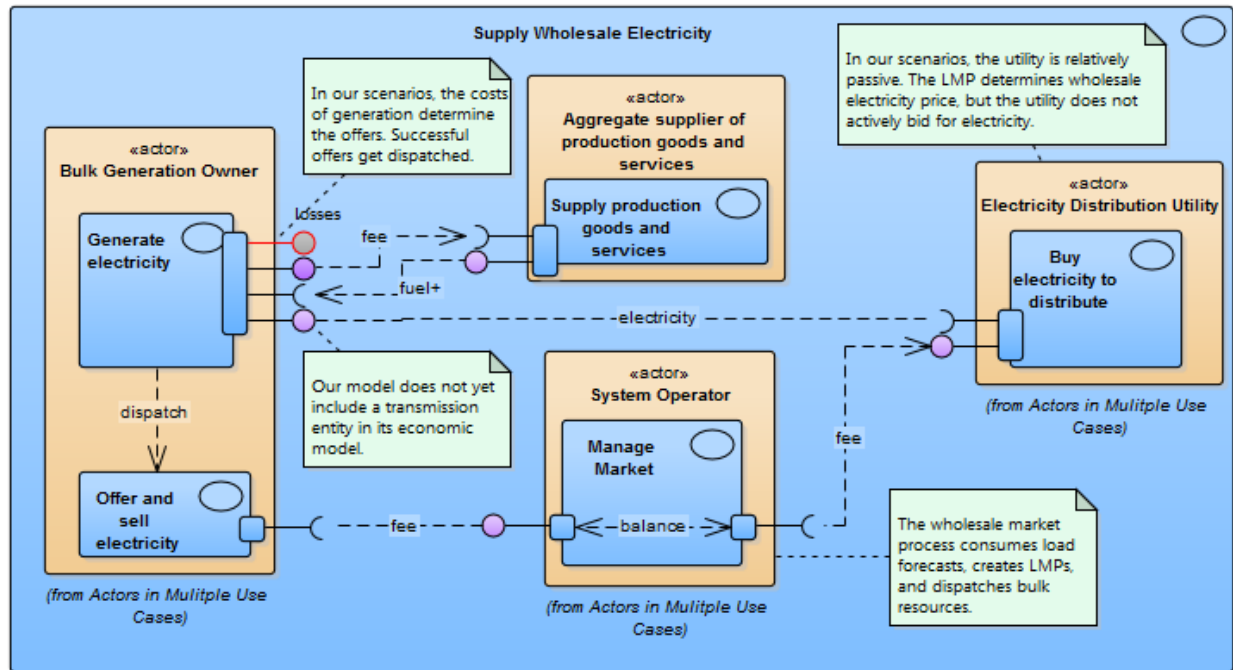 Supply Wholesale Electricity
In our scenarios, the costs
of generation determine
the offers. Successful
offers get dispatched.
In our scenarios, the utility is relatively
passive. The LMP determines wholesale
electricity price, but the utility does not
actively bid for electricity.
«actor»
Bulk Generation Owner
Generate
electricity
losses
«actor»
Aggregate supplier of
production goods and
services
Supply production
goods and
services
«actor»
Electricity Distribution Utility
Buy
electricity to
distribute
fee
fuel+
electricity
Our model does not yet
include a transmission
entity in its economic
model.
«actor»
System Operator
Manage
Market
balance
(from Actors in Mulitple Use
Cases)
dispatch
Offer and
sell
electricity
fee
fee
The wholesale market
process consumes load
forecasts, creates LMPs,
and dispatches bulk
resources.
(from Actors in Mulitple Use
Cases)
(from Actors in Mulitple Use
Cases)